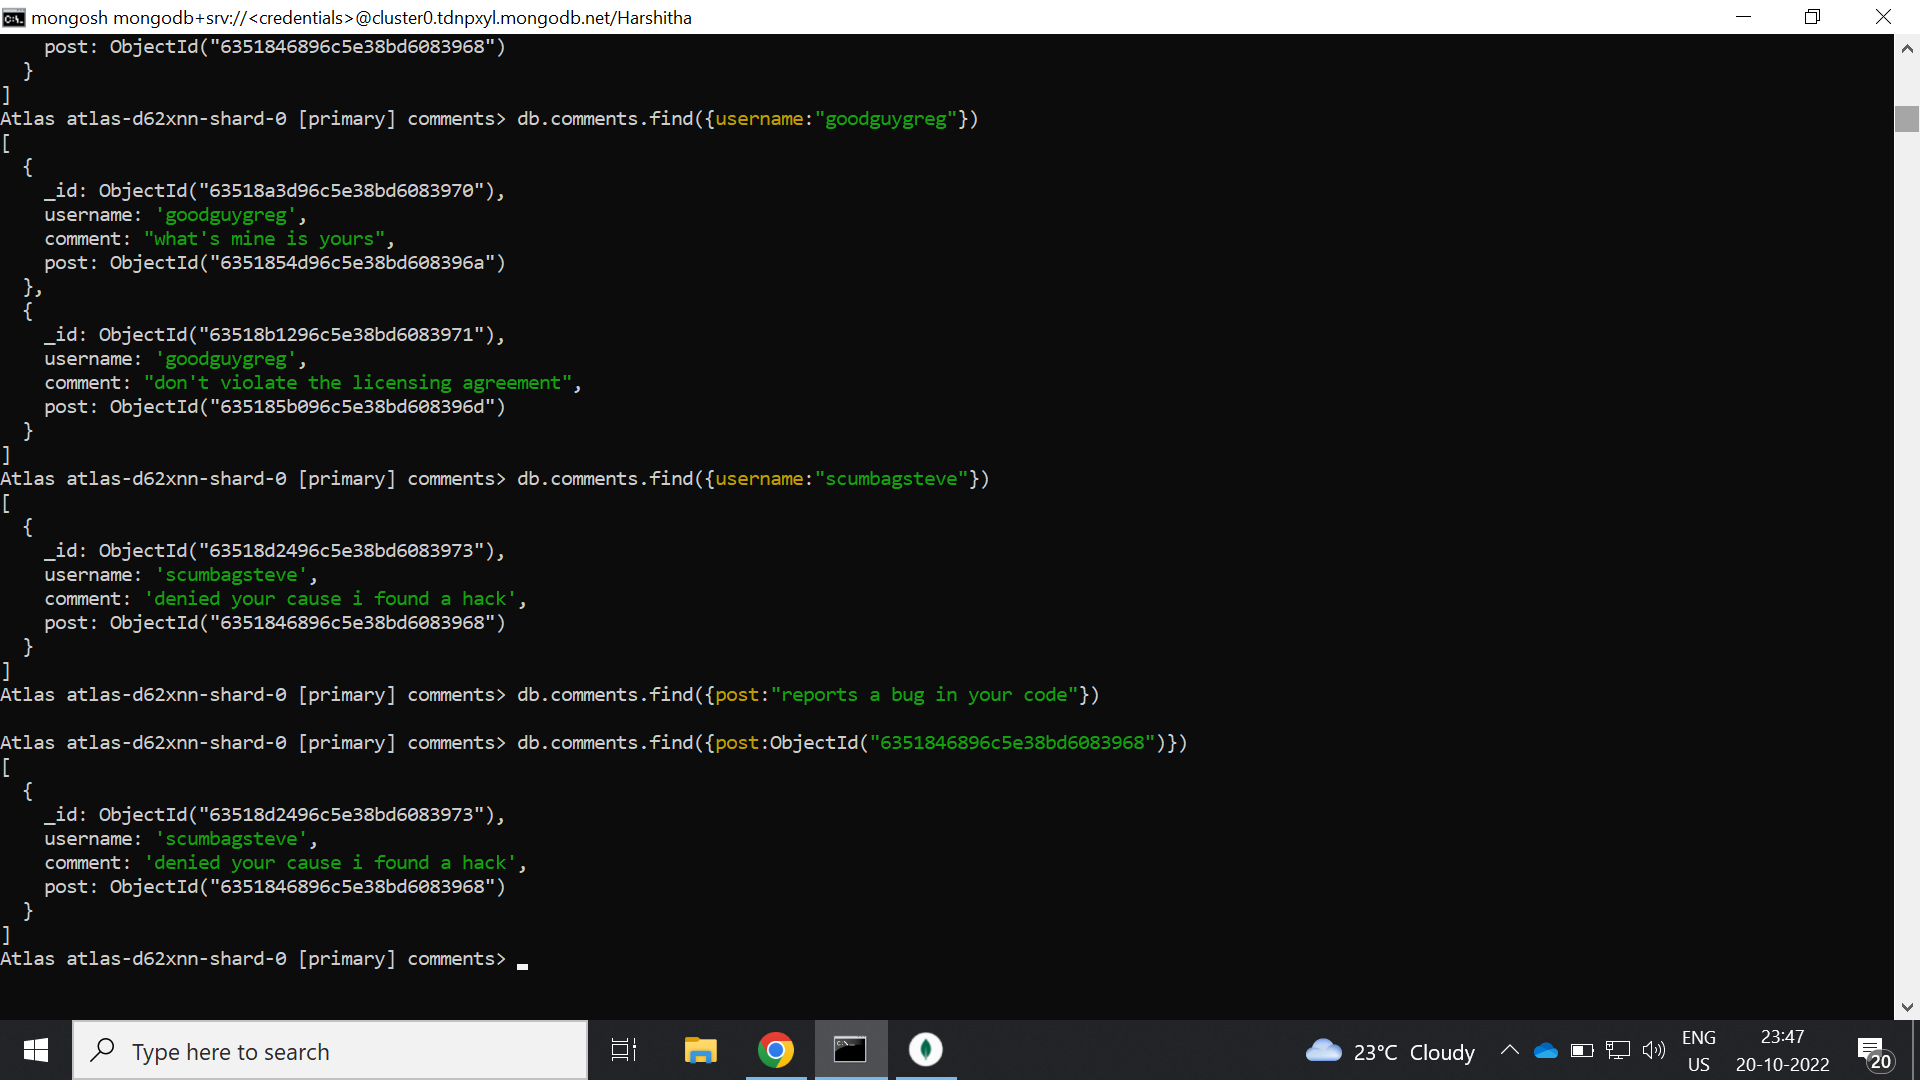 mongosh mongodb+srv://<credentials>@cluster0.tdnpxyl.mongodb.net/Harshitha
    post: ObjectId("6351846896c5e38bd6083968")
  }
]
Atlas atlas-d62xnn-shard-0 [primary] comments> db.comments.find({username:"goodguygreg"})
[
  {
    _id: ObjectId("63518a3d96c5e38bd6083970"),
    username: 'goodguygreg',
    comment: "what's mine is yours",
    post: ObjectId("6351854d96c5e38bd608396a")
  },
  {
    _id: ObjectId("63518b1296c5e38bd6083971"),
    username: 'goodguygreg',
    comment: "don't violate the licensing agreement",
    post: ObjectId("635185b096c5e38bd608396d")
  }
]
Atlas atlas-d62xnn-shard-0 [primary] comments> db.comments.find({username:"scumbagsteve"})
[
  {
    _id: ObjectId("63518d2496c5e38bd6083973"),
    username: 'scumbagsteve',
    comment: 'denied your cause i found a hack',
    post: ObjectId("6351846896c5e38bd6083968")
  }
]
Atlas atlas-d62xnn-shard-0 [primary] comments> db.comments.find({post:"reports a bug in your code"})
Atlas atlas-d62xnn-shard-0 [primary] comments> db.comments.find({post:ObjectId("6351846896c5e38bd6083968")})
[
  {
    _id: ObjectId("63518d2496c5e38bd6083973"),
    username: 'scumbagsteve',
    comment: 'denied your cause i found a hack',
    post: ObjectId("6351846896c5e38bd6083968")
  }
]
Atlas atlas-d62xnn-shard-0 [primary] comments>
Type here to search
23°C Cloudy
ENG
US
23:47
20-10-2022
20